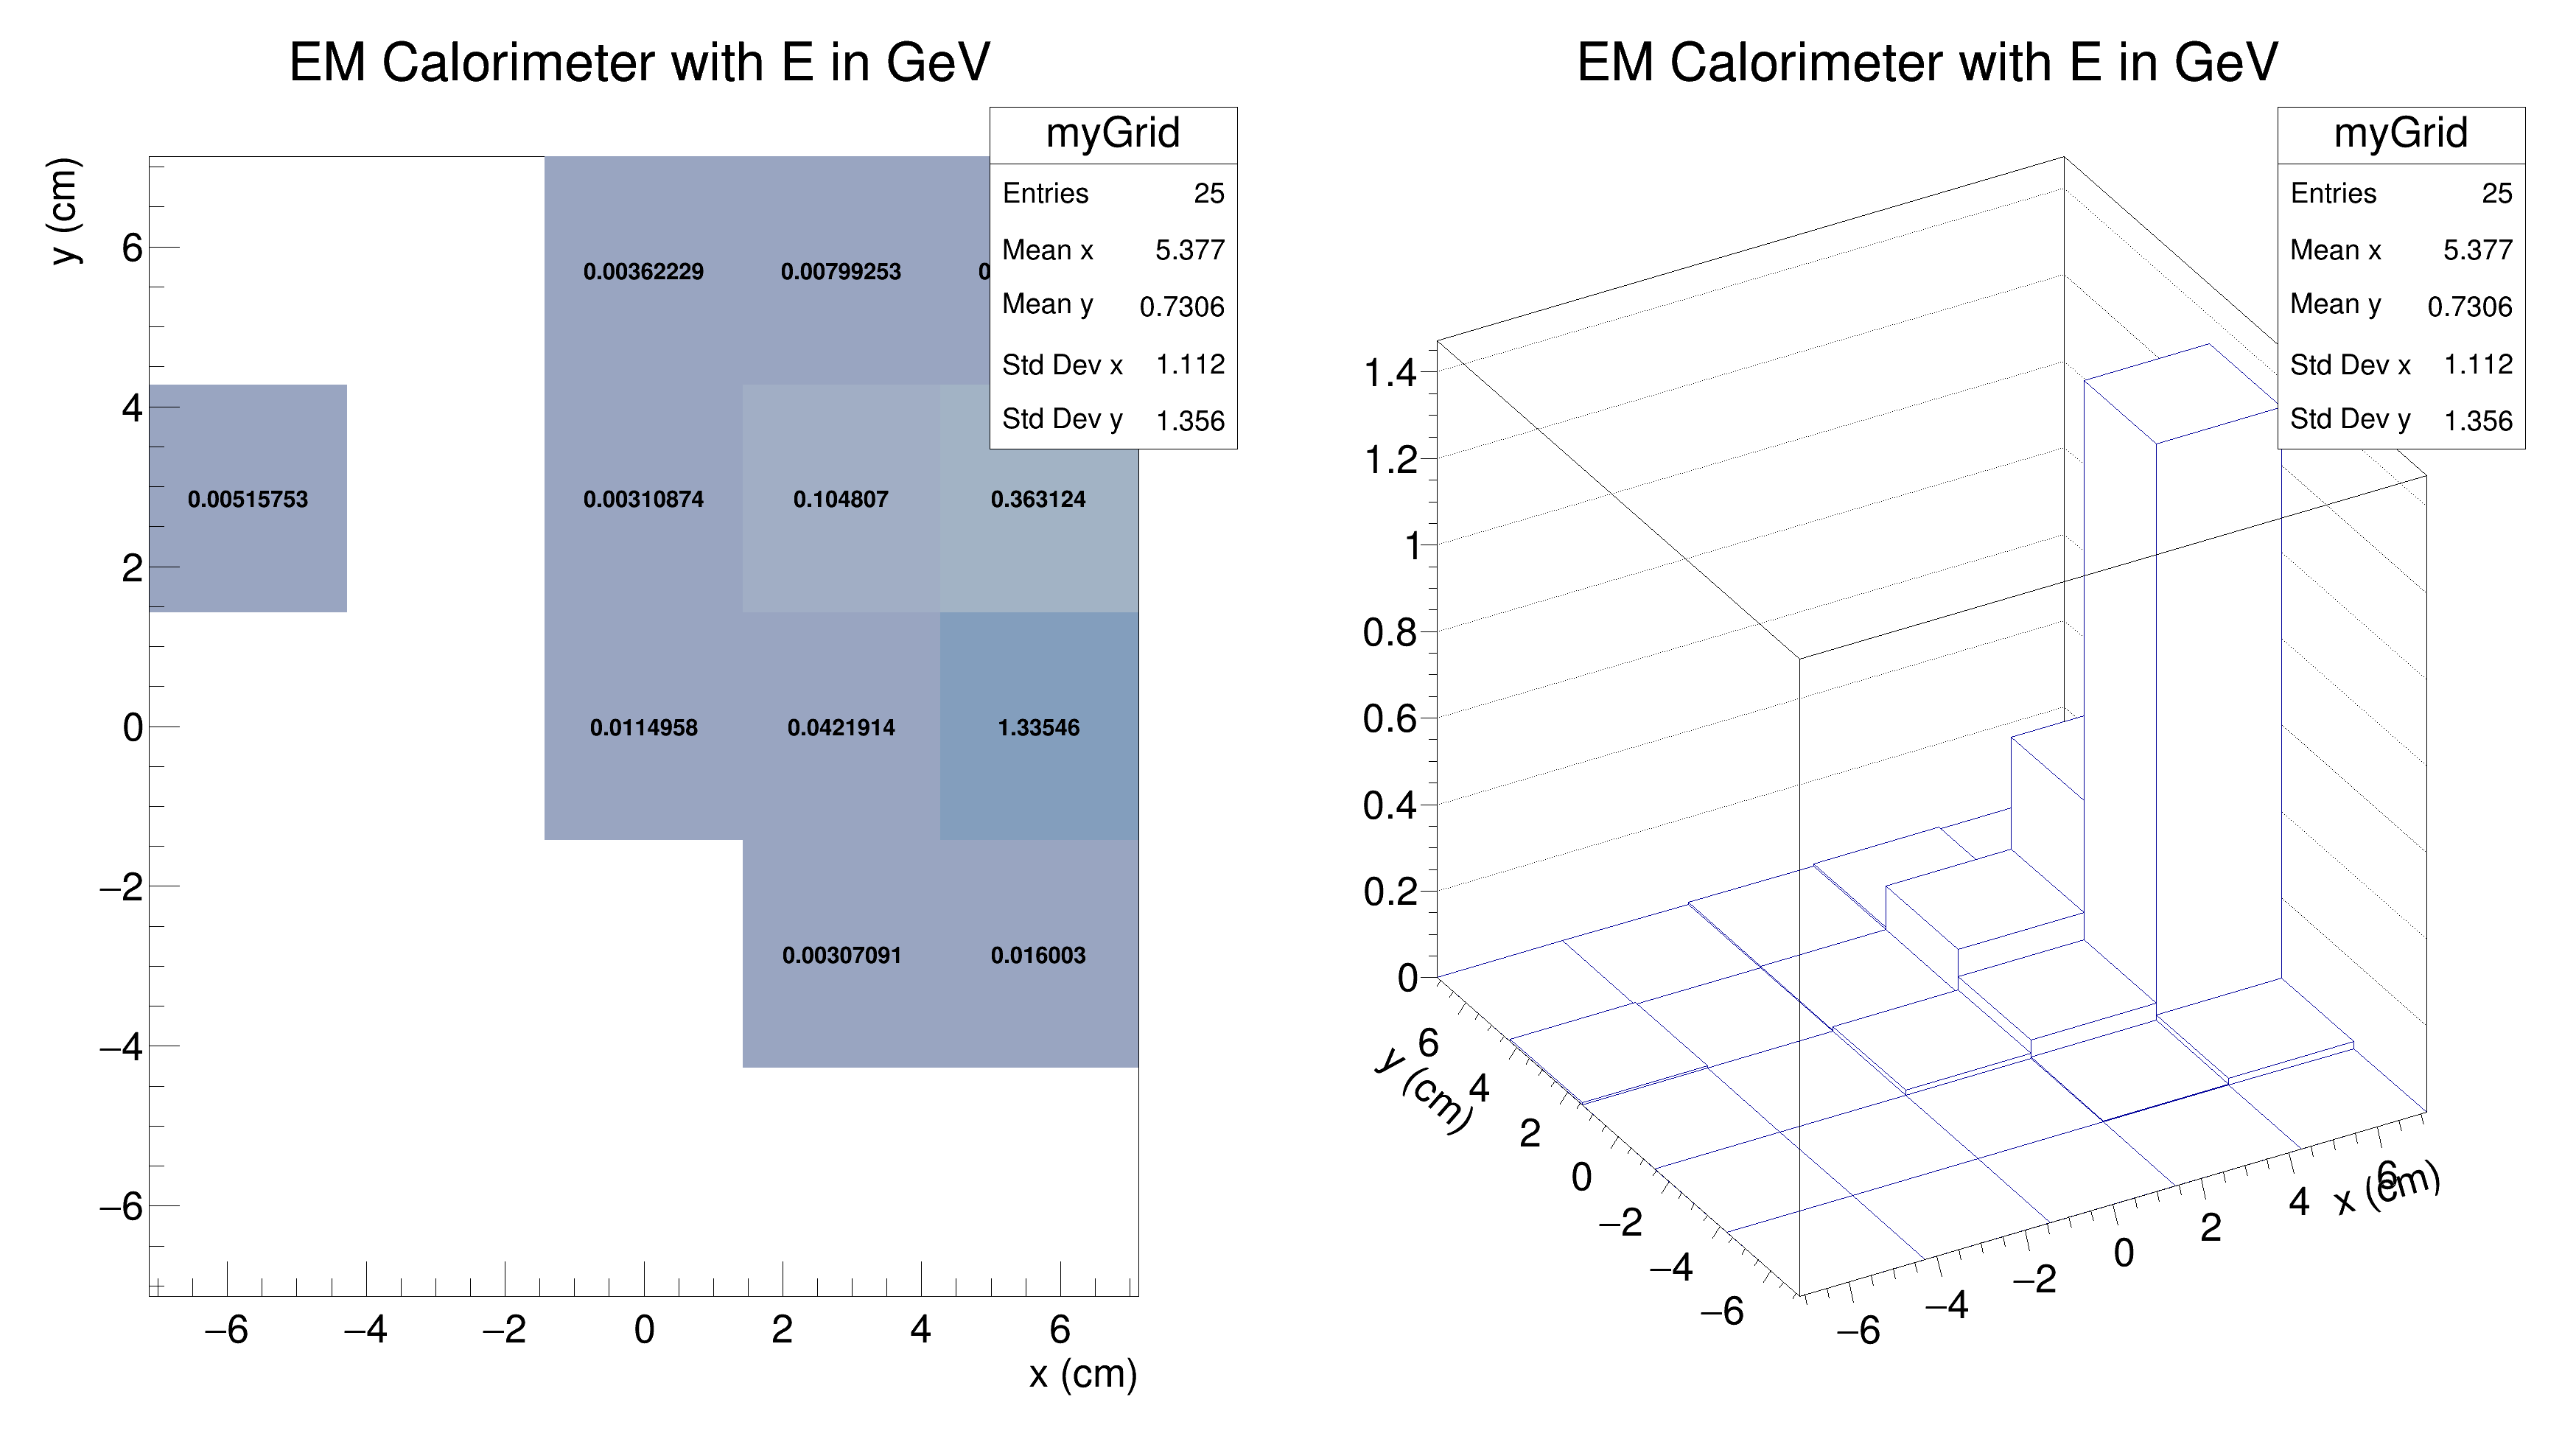 EM Calorimeter with E in GeV
y (cm)
6
4
2
0
−2
−4
−6
−6 −4 −2 0 2 4 6
x (cm)
0.00362229 0.00799253 0
0.00515753 0.00310874 0.104807 0.363124
0.0114958 0.0421914 1.33546
0.00307091 0.016003
myGrid
Entries 25
Mean x 5.377
Mean y 0.7306
Std Dev x 1.112
Std Dev y 1.356
EM Calorimeter with E in GeV
myGrid
Entries 25
Mean x 5.377
Mean y 0.7306
Std Dev x 1.112
Std Dev y 1.356
1.4
1.2
1
0.8
0.6
0.4
0.2
0
y (cm)
6
4
2
0
−2
−4
−6
−6 −4 −2 0 2 4 6
x (cm)